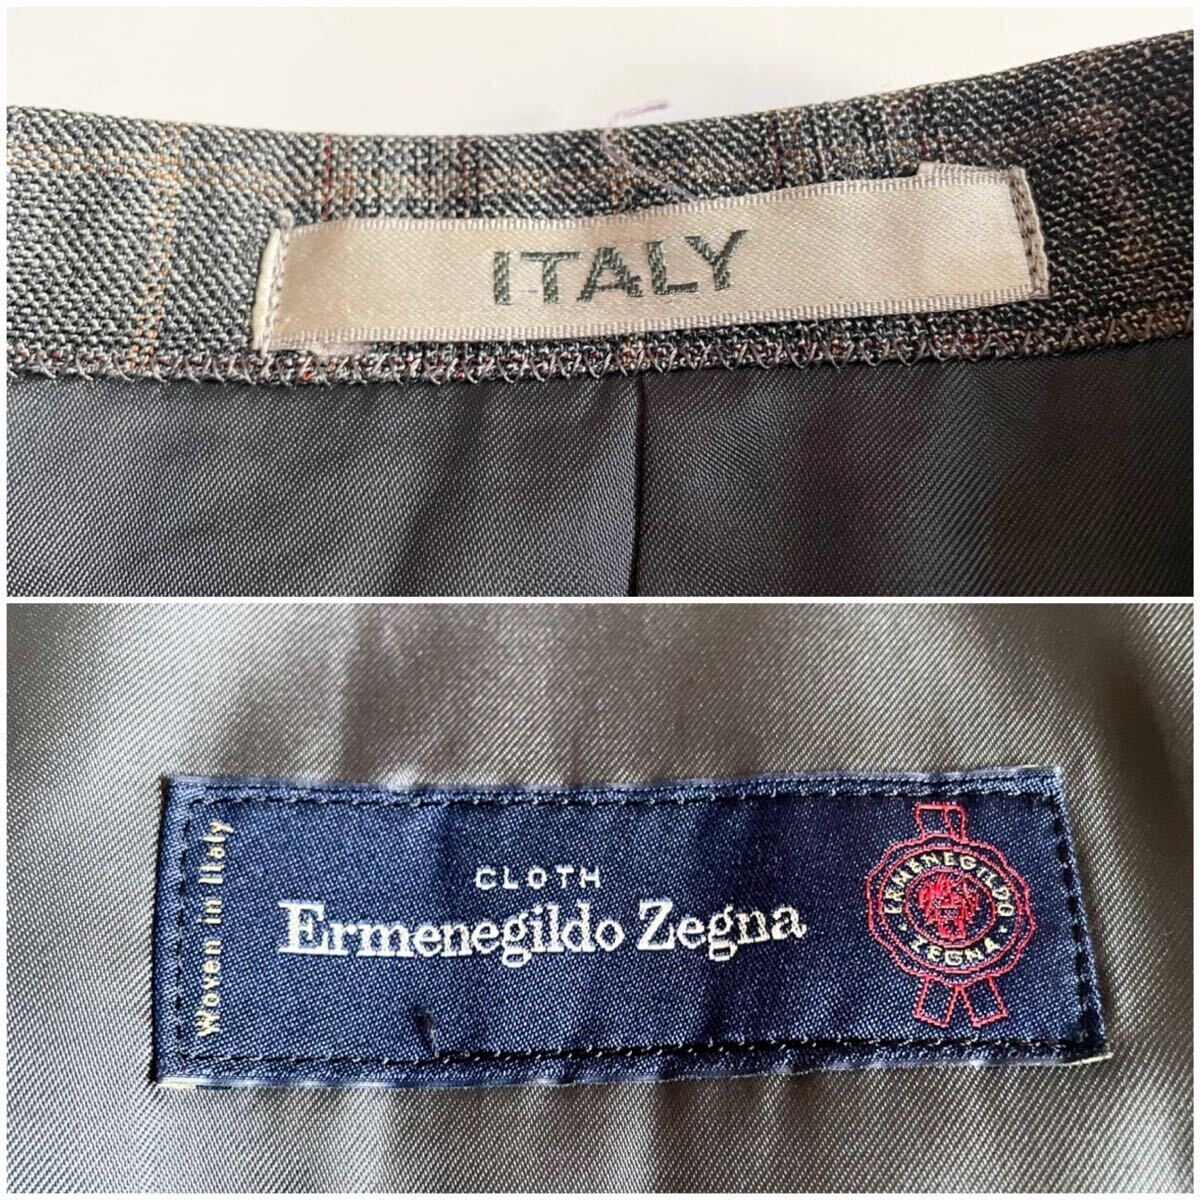 ITALY
Woven in Italy
CLOTH
Ermenegildo Zegna
ERMENEGILDO
· ZEGNA ·